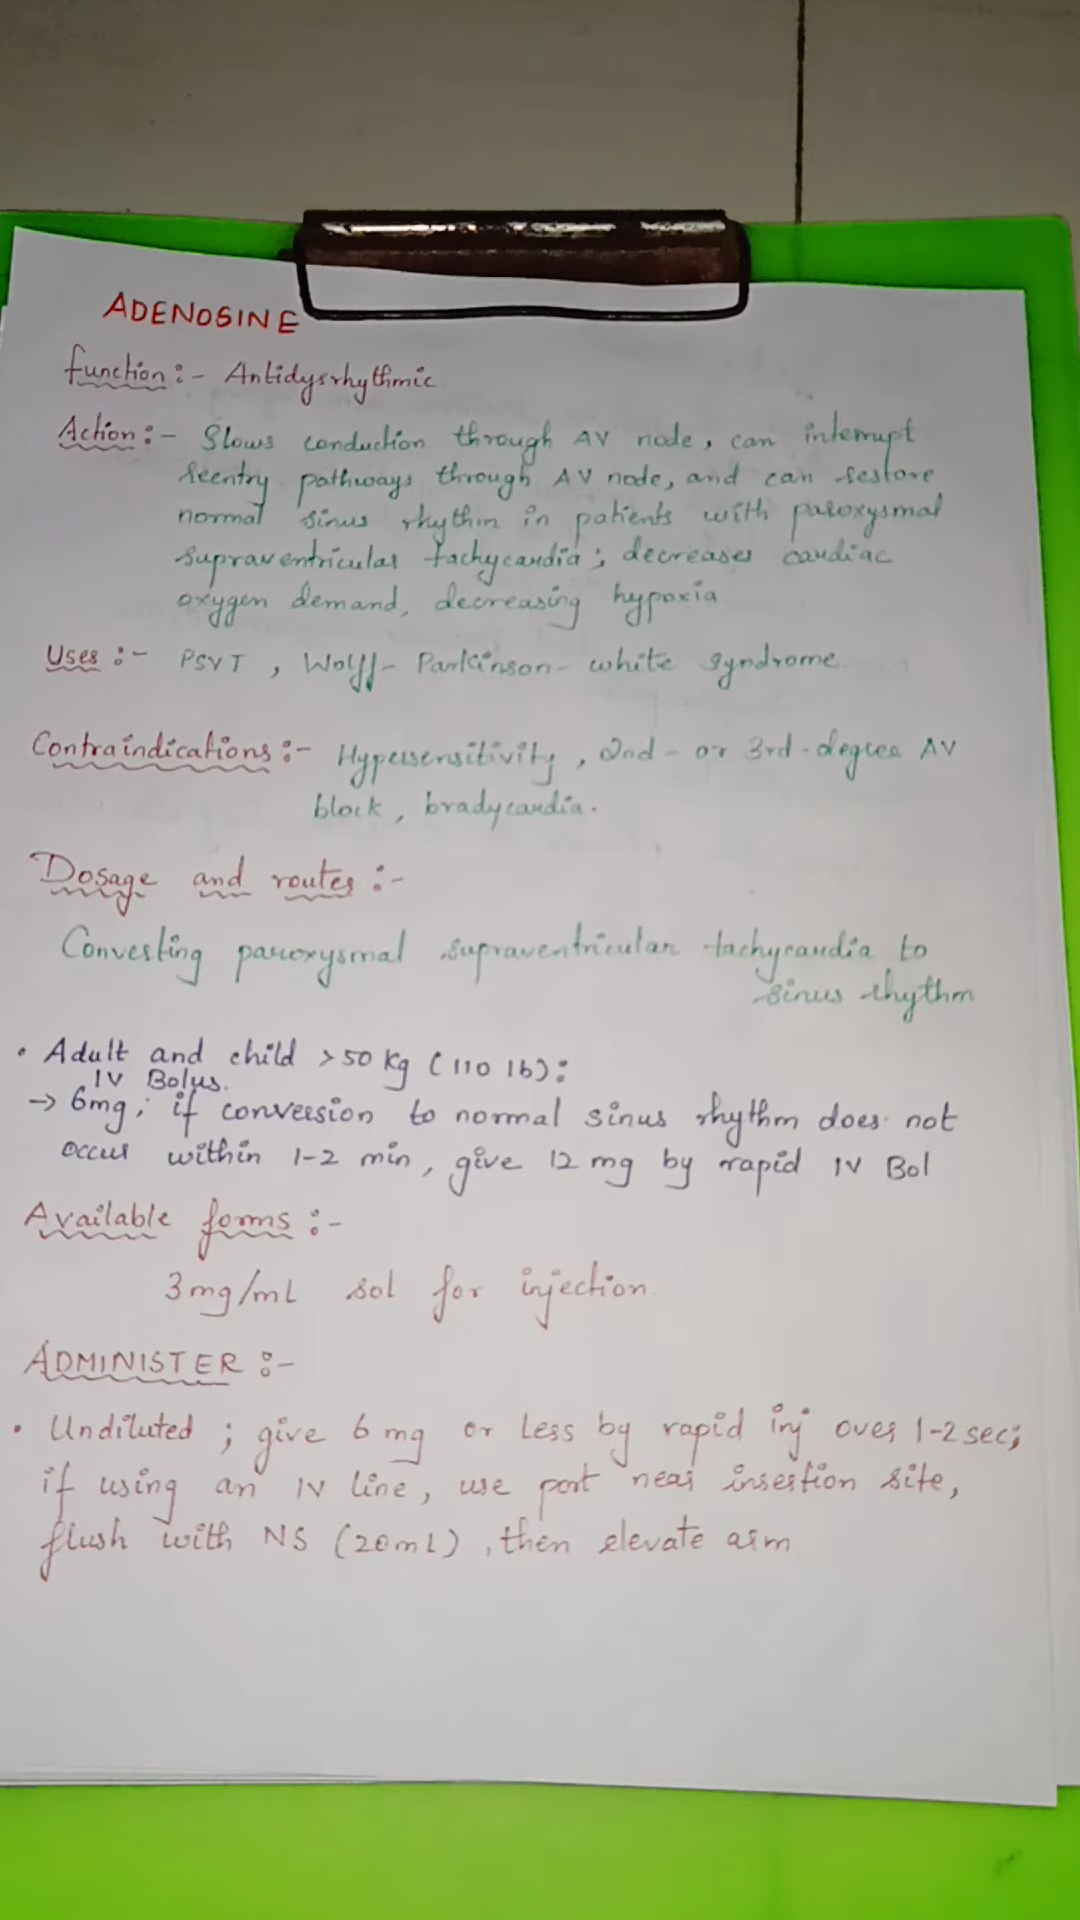 ADENOSINE
function:- Antidysrhythmic
Action:- Slows conduction through AV node, can interrupt
reentry pathways through AV node, and can restore
normal sinus rhythm in patients with paroxysmal
supraventricular tachycardia; decreases cardiac
oxygen demand, decreasing hypoxia
Uses:- PSVT, Wolff-Parkinson-white syndrome.
Contraindications:- Hypersensitivity, 2nd- or 3rd-degree AV
block, bradycardia.
Dosage and routes:-
Converting paroxysmal supraventricular tachycardia to
sinus rhythm
• Adult and child >50 kg (110 lb):
IV Bolus.
→ 6mg; if conversion to normal sinus rhythm does not
occur within 1-2 min, give 12 mg by rapid IV Bol
Available forms:-
3mg/mL sol for injection.
ADMINISTER:-
• Undiluted; give 6 mg or less by rapid inj over 1-2 sec;
if using an IV line, use port near insertion site,
flush with NS (20mL), then elevate arm